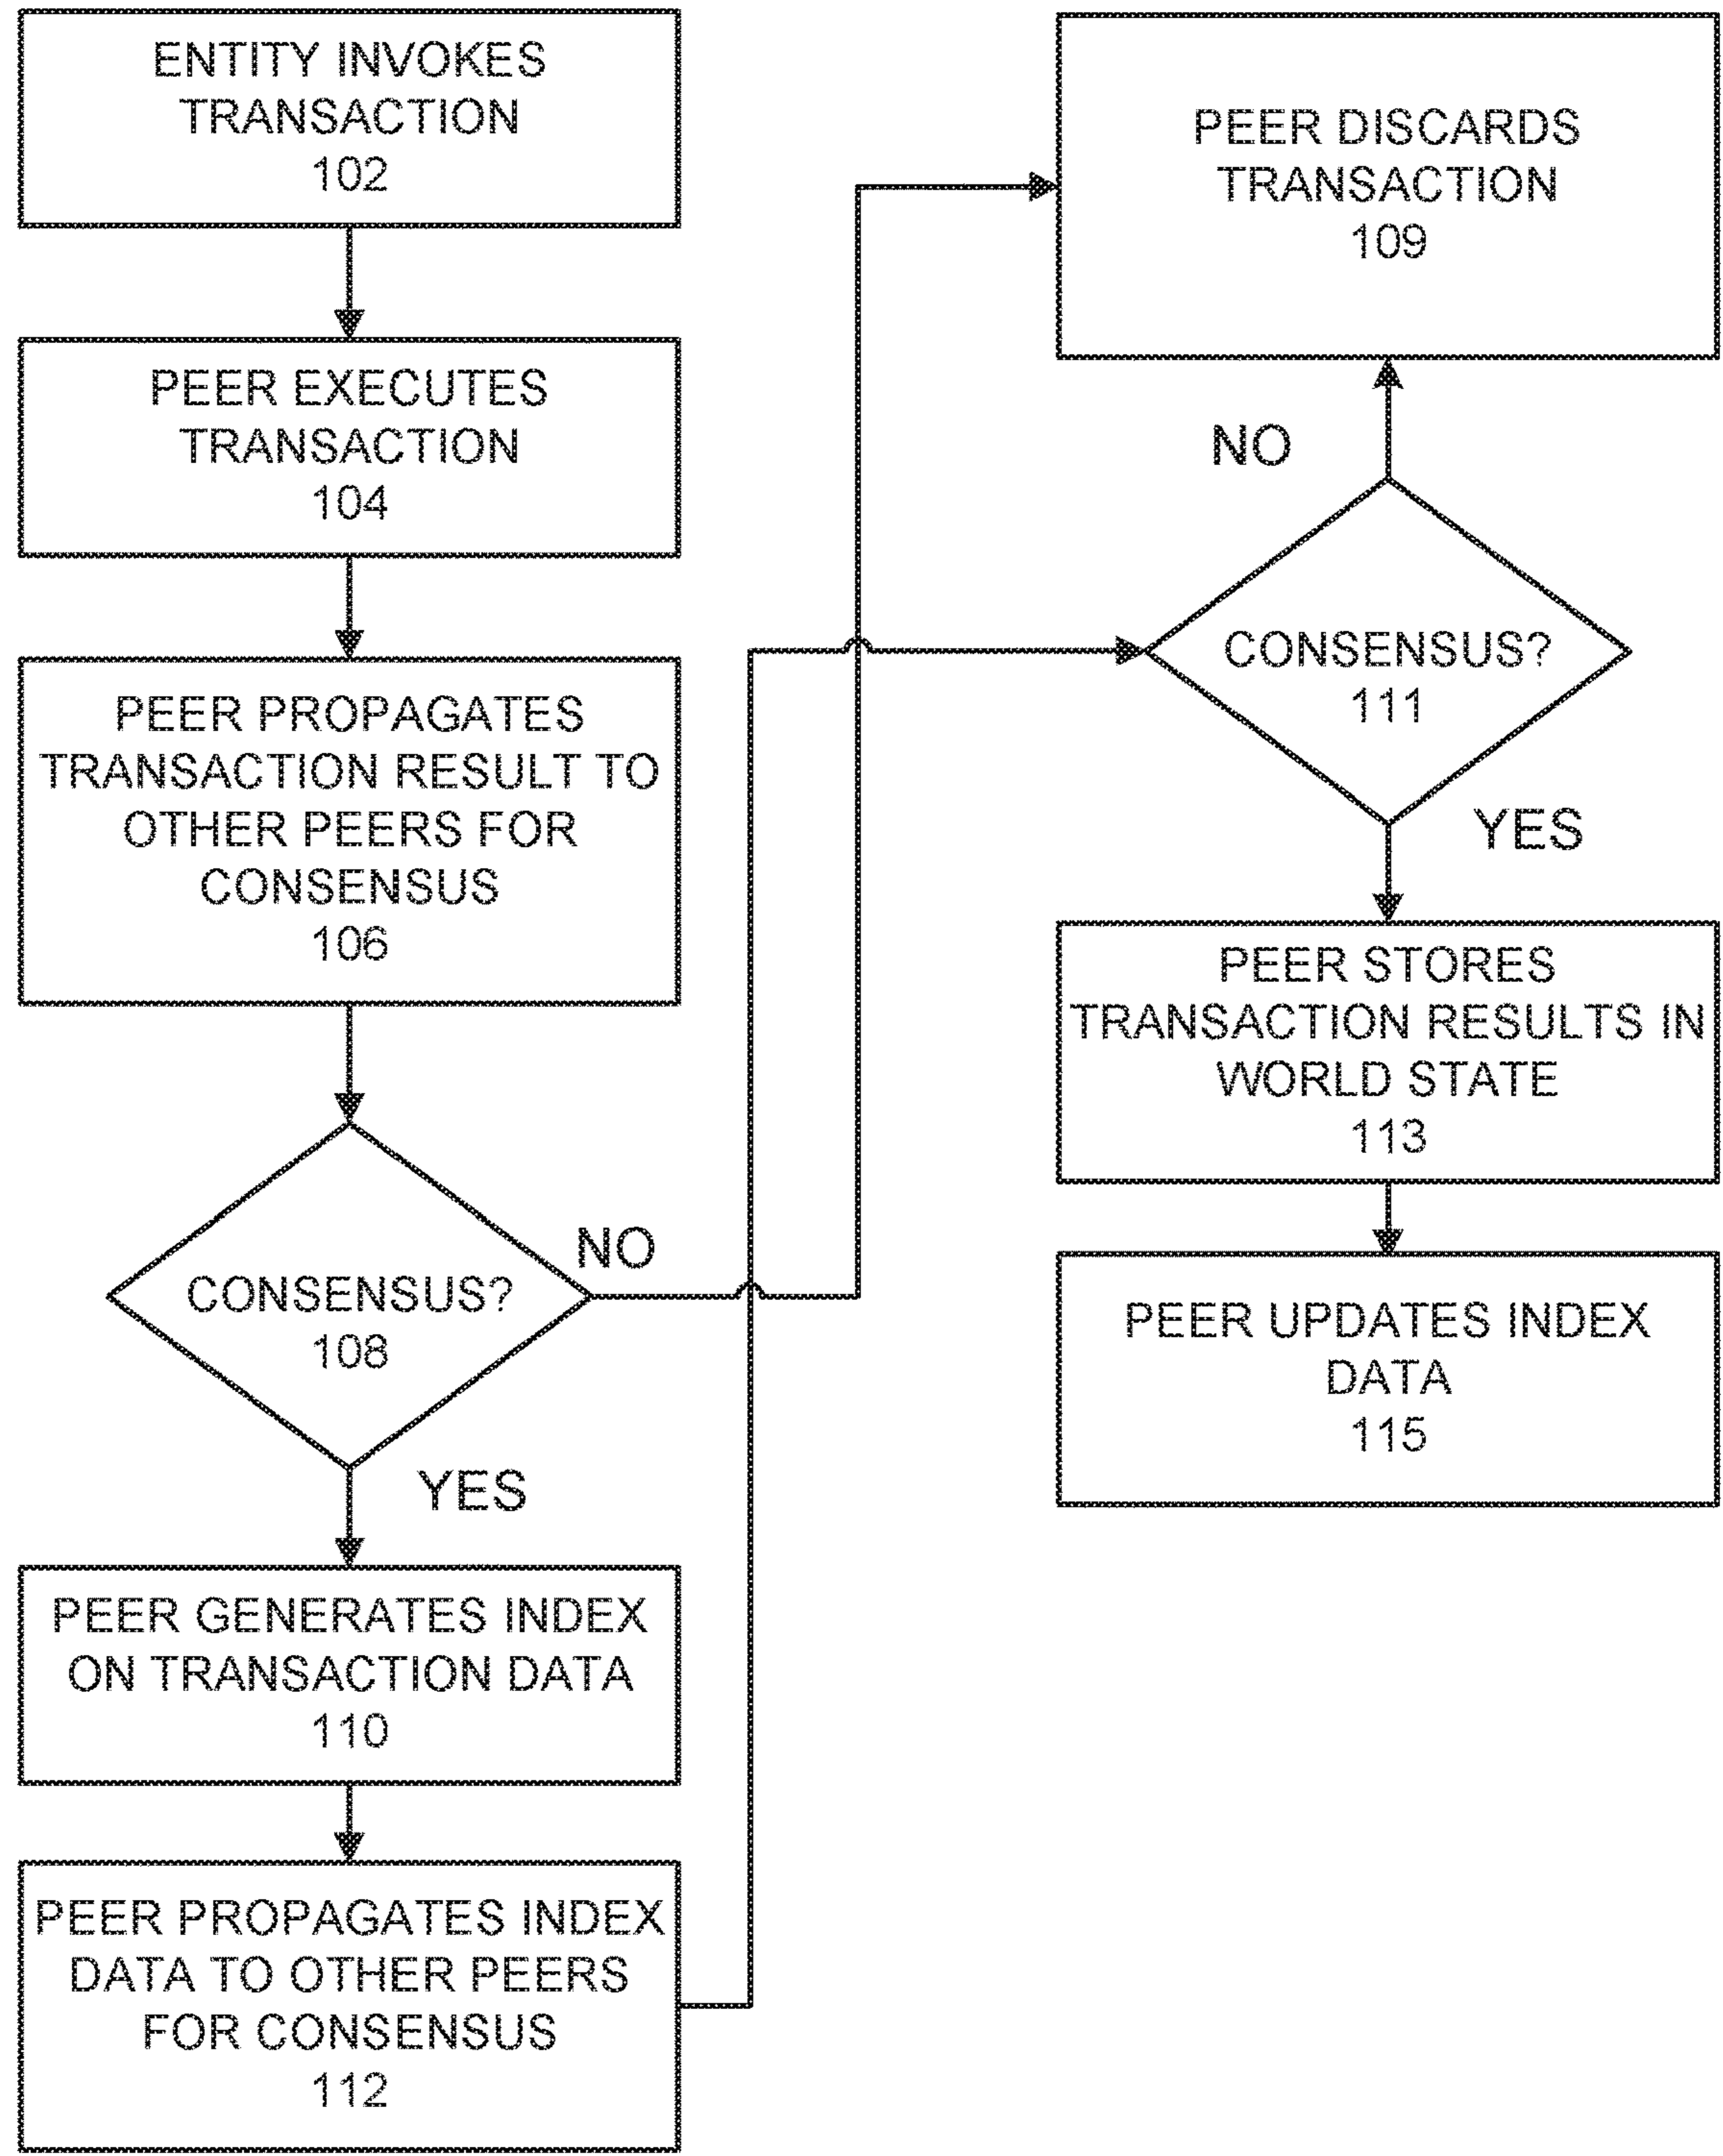 ENTITY INVOKES
TRANSACTION
102
PEER EXECUTES
TRANSACTION
104
PEER PROPAGATES
TRANSACTION RESULT TO
OTHER PEERS FOR
CONSENSUS
106
CONSENSUS?
108
NO
YES
PEER GENERATES INDEX
ON TRANSACTION DATA
110
PEER PROPAGATES INDEX
DATA TO OTHER PEERS
FOR CONSENSUS
112
PEER DISCARDS
TRANSACTION
109
NO
CONSENSUS?
111
YES
PEER STORES
TRANSACTION RESULTS IN
WORLD STATE
113
PEER UPDATES INDEX
DATA
115